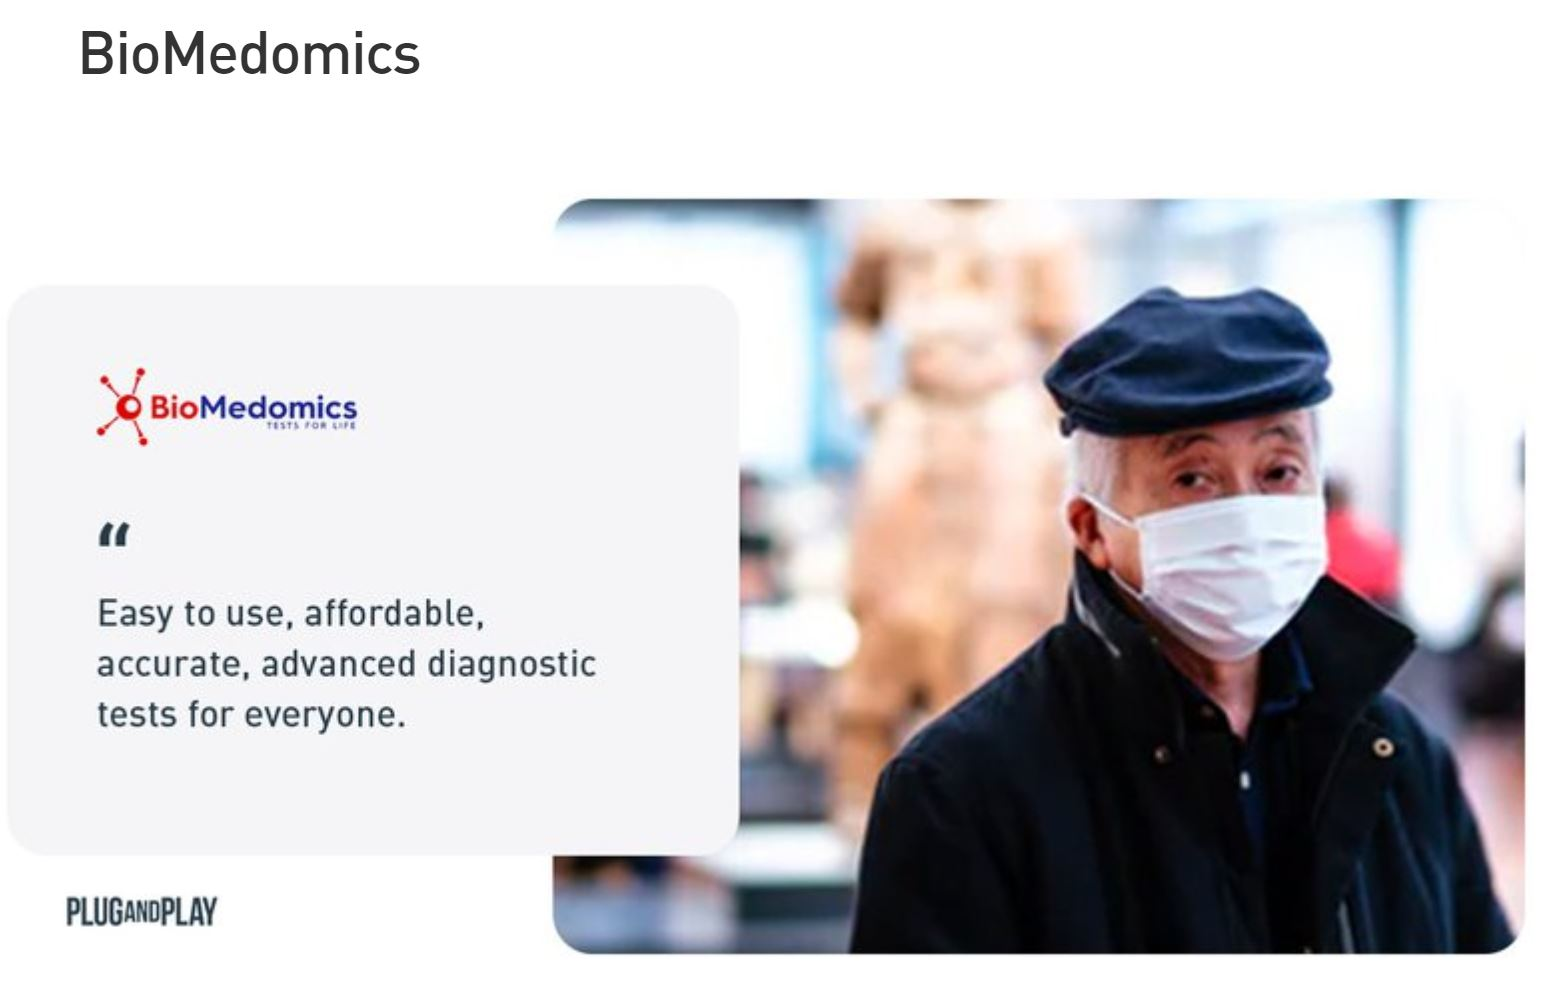 BioMedomics
BioMedomics
TESTS FOR LIFE
“
Easy to use, affordable,
accurate, advanced diagnostic
tests for everyone.
PLUGANDPLAY